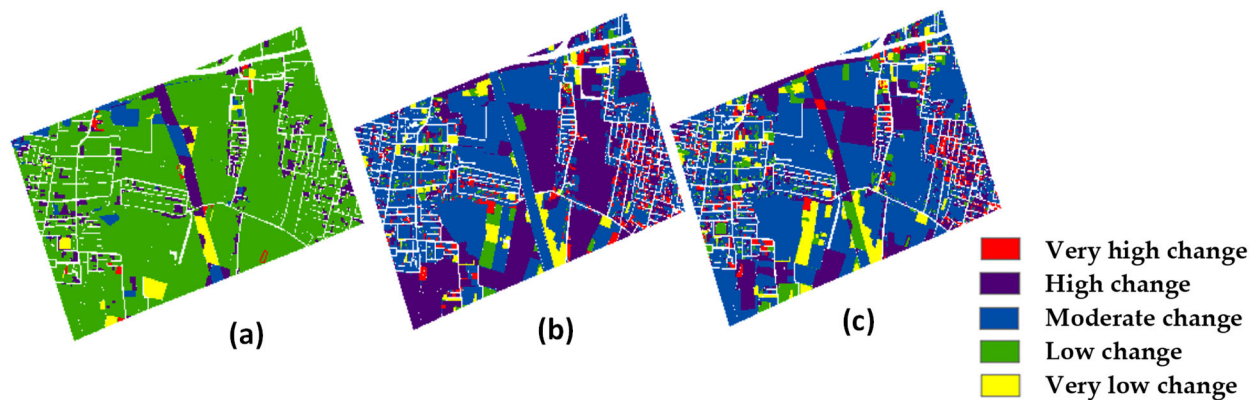 (a)
(b)
(c)
Very high change
High change
Moderate change
Low change
Very low change